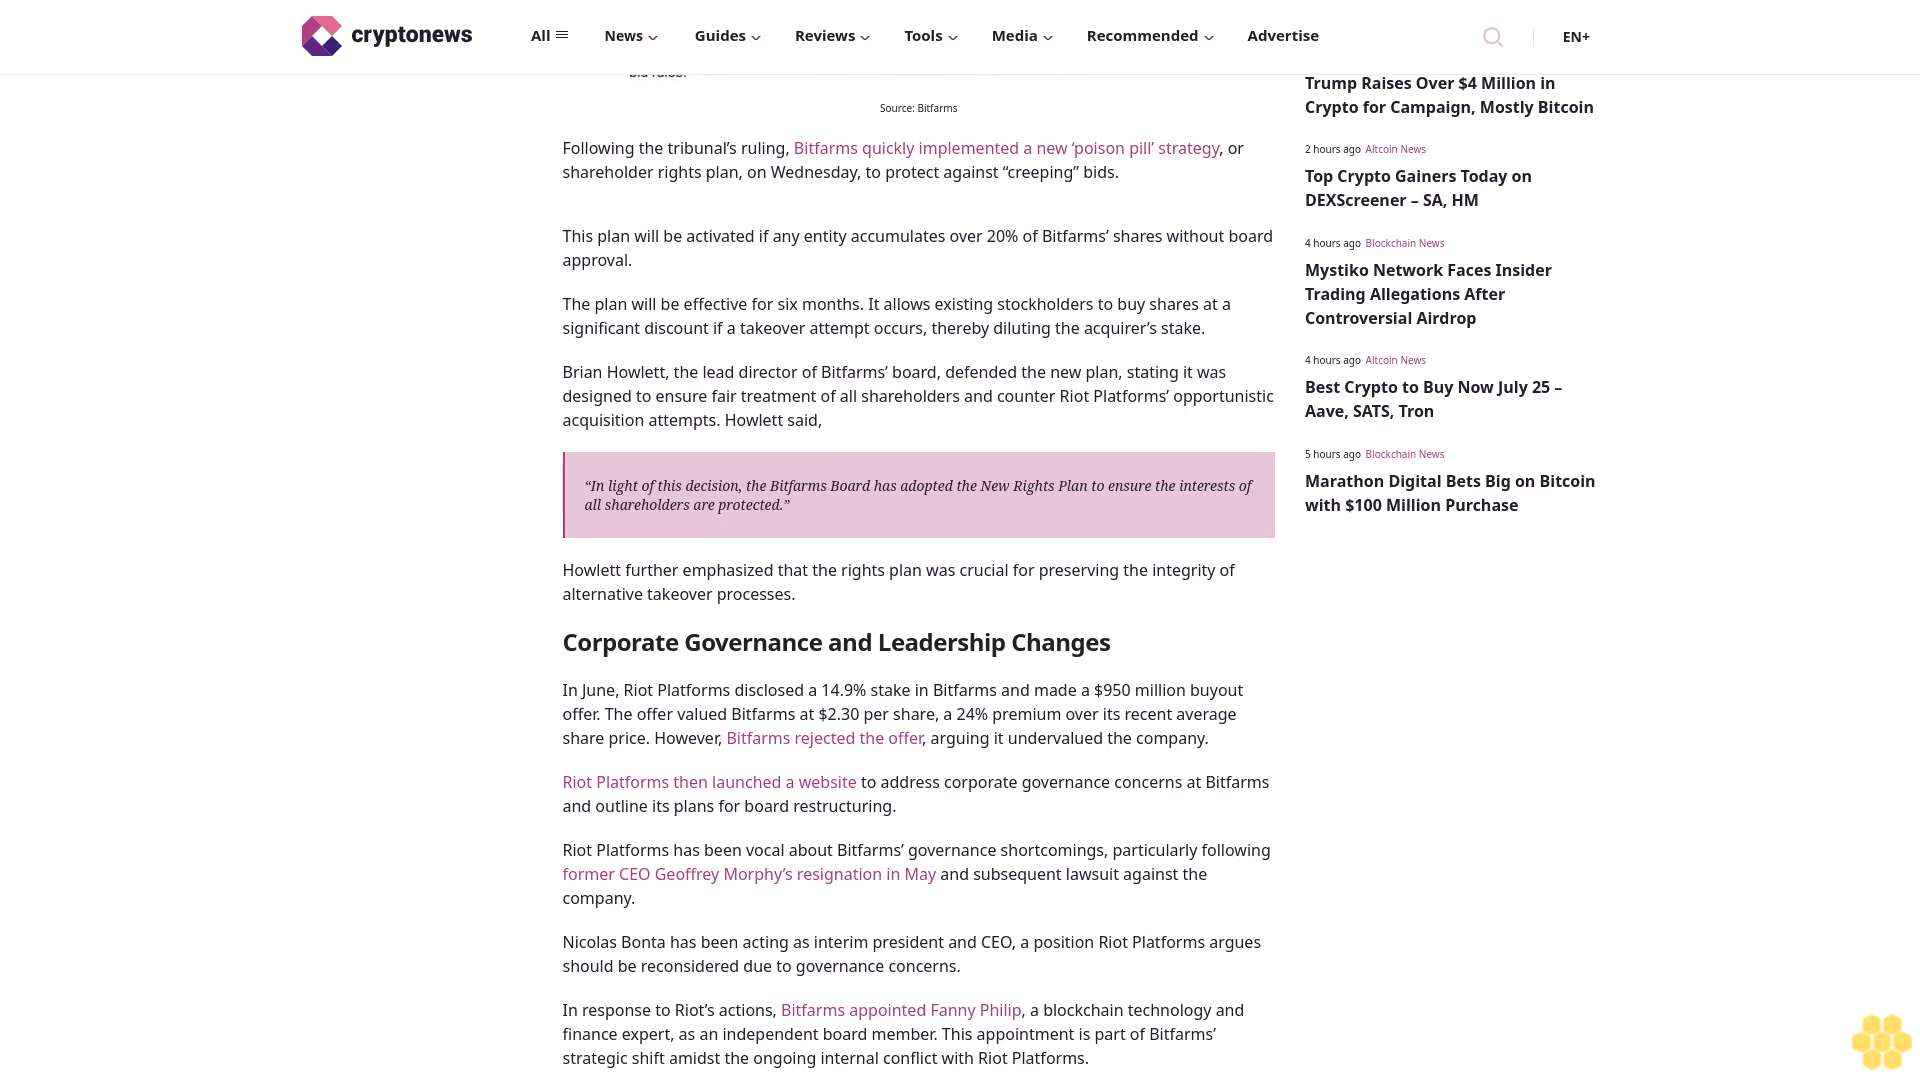 cryptonews
All
News
Guides
Reviews
Tools
Media
Recommended
Advertise
EN+
Source: Bitfarms
Following the tribunal’s ruling, Bitfarms quickly implemented a new ‘poison pill’ strategy, or
shareholder rights plan, on Wednesday, to protect against “creeping” bids.
This plan will be activated if any entity accumulates over 20% of Bitfarms’ shares without board
approval.
The plan will be effective for six months. It allows existing stockholders to buy shares at a
significant discount if a takeover attempt occurs, thereby diluting the acquirer’s stake.
Brian Howlett, the lead director of Bitfarms’ board, defended the new plan, stating it was
designed to ensure fair treatment of all shareholders and counter Riot Platforms’ opportunistic
acquisition attempts. Howlett said,
“In light of this decision, the Bitfarms Board has adopted the New Rights Plan to ensure the interests of
all shareholders are protected.”
Howlett further emphasized that the rights plan was crucial for preserving the integrity of
alternative takeover processes.
Corporate Governance and Leadership Changes
In June, Riot Platforms disclosed a 14.9% stake in Bitfarms and made a $950 million buyout
offer. The offer valued Bitfarms at $2.30 per share, a 24% premium over its recent average
share price. However, Bitfarms rejected the offer, arguing it undervalued the company.
Riot Platforms then launched a website to address corporate governance concerns at Bitfarms
and outline its plans for board restructuring.
Riot Platforms has been vocal about Bitfarms’ governance shortcomings, particularly following
former CEO Geoffrey Morphy’s resignation in May and subsequent lawsuit against the
company.
Nicolas Bonta has been acting as interim president and CEO, a position Riot Platforms argues
should be reconsidered due to governance concerns.
In response to Riot’s actions, Bitfarms appointed Fanny Philip, a blockchain technology and
finance expert, as an independent board member. This appointment is part of Bitfarms’
strategic shift amidst the ongoing internal conflict with Riot Platforms.
Trump Raises Over $4 Million in
Crypto for Campaign, Mostly Bitcoin
2 hours ago Altcoin News
Top Crypto Gainers Today on
DEXScreener – SA, HM
4 hours ago Blockchain News
Mystiko Network Faces Insider
Trading Allegations After
Controversial Airdrop
4 hours ago Altcoin News
Best Crypto to Buy Now July 25 –
Aave, SATS, Tron
5 hours ago Blockchain News
Marathon Digital Bets Big on Bitcoin
with $100 Million Purchase